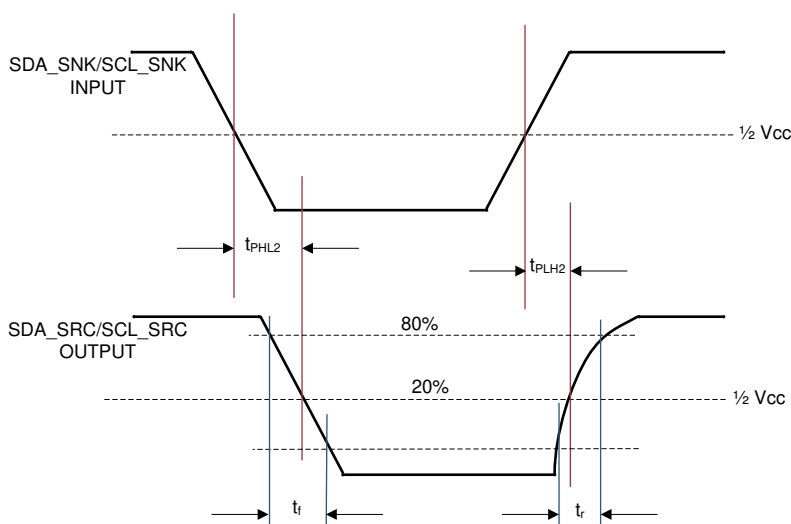 SDA_SNK/SCL_SNK
INPUT
½ Vcc
tPHL2
tPLH2
SDA_SRC/SCL_SRC
OUTPUT
80%
20%
½ Vcc
tf
tr